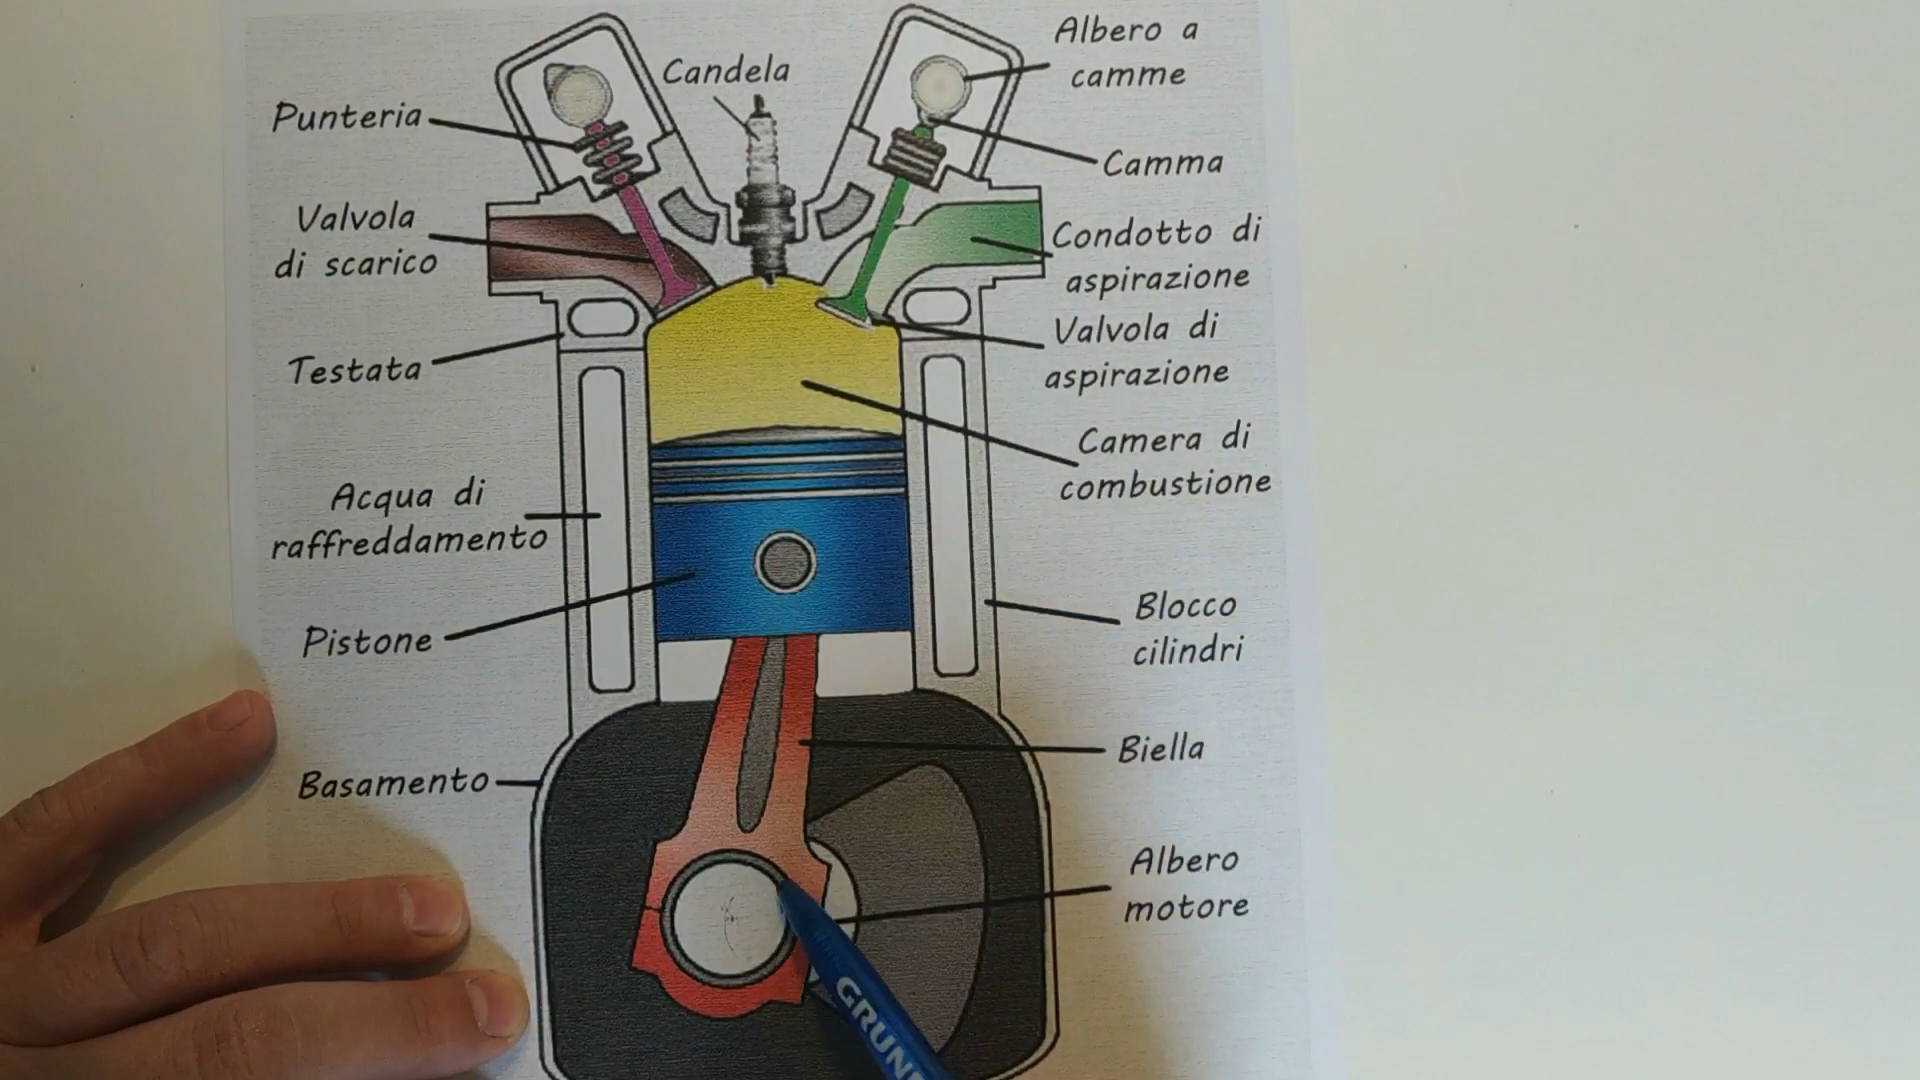 Candela
Albero a
camme
Punteria
Camma
Valvola
di scarico
Condotto di
aspirazione
Valvola di
aspirazione
Testata
Camera di
combustione
Acqua di
raffreddamento
Blocco
cilindri
Pistone
Biella
Basamento
Albero
motore